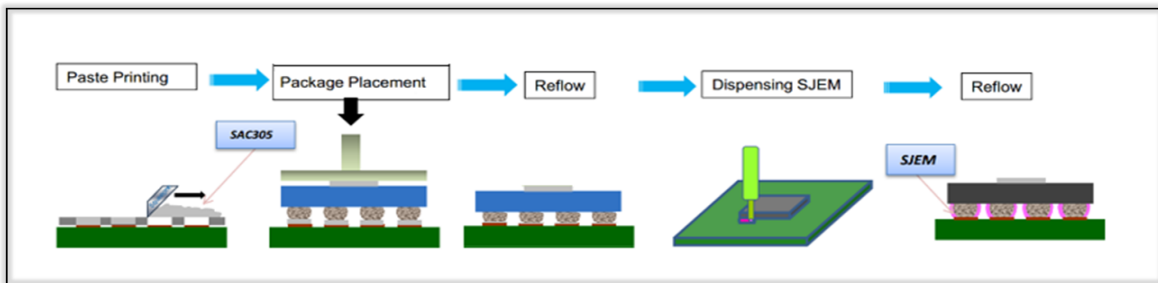 Paste Printing
Package Placement
Reflow
Dispensing SJEM
Reflow
SAC305
SJEM